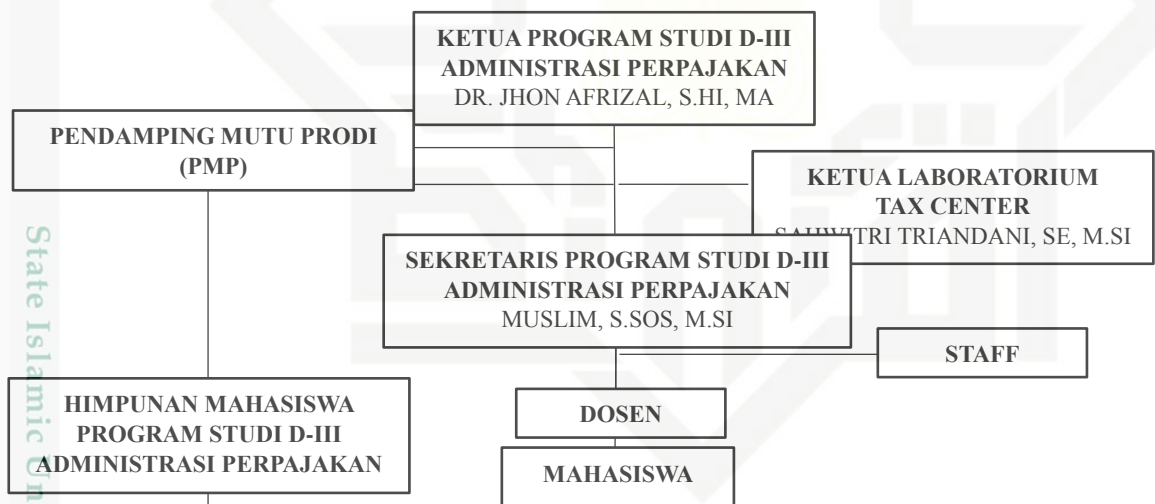 KETUA PROGRAM STUDI D-III
ADMINISTRASI PERPAJAKAN
DR. JHON AFRIZAL, S.HI, MA
PENDAMPING MUTU PRODI
(PMP)
KETUA LABORATORIUM
TAX CENTER
SAHWITRI TRIANDANI, SE, M.SI
SEKRETARIS PROGRAM STUDI D-III
ADMINISTRASI PERPAJAKAN
MUSLIM, S.SOS, M.SI
STAFF
HIMPUNAN MAHASISWA
PROGRAM STUDI D-III
ADMINISTRASI PERPAJAKAN
DOSEN
MAHASISWA
State Islamic Un